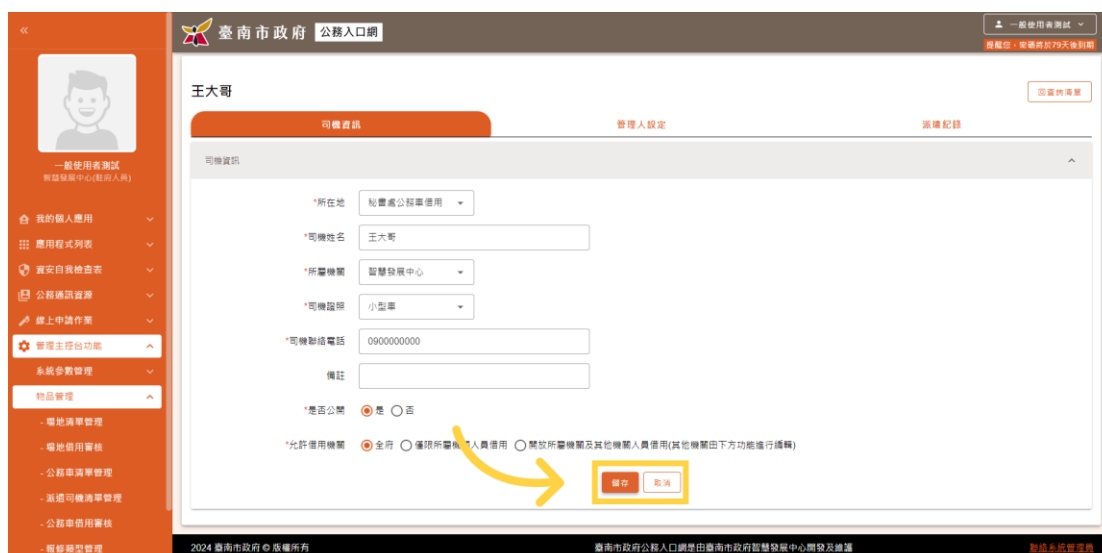 «
臺南市政府 公務入口網
一般使用者測試
提醒您，密碼將於79天後到期
一般使用者測試
智慧發展中心(駐府人員)
我的個人應用
應用程式列表
資安自我檢查表
公務通訊資源
線上申請作業
管理主控台功能
系統參數管理
物品管理
- 場地清單管理
- 場地借用審核
- 公務車清單管理
- 派遣司機清單管理
- 公務車借用審核
- 報修類型管理
王大哥
回查詢清單
司機資訊
管理人設定
派遣紀錄
司機資訊
*所在地 秘書處公務車借用
*司機姓名 王大哥
*所屬機關 智慧發展中心
*司機證照 小型車
*司機聯絡電話 0900000000
備註
*是否公開 是 否
*允許借用機關 全府 僅限所屬機關人員借用 開放所屬機關及其他機關人員借用(其他機關由下方功能進行編輯)
儲存 取消
2024 臺南市政府 © 版權所有
臺南市政府公務入口網是由臺南市政府智慧發展中心開發及維護
聯絡系統管理員